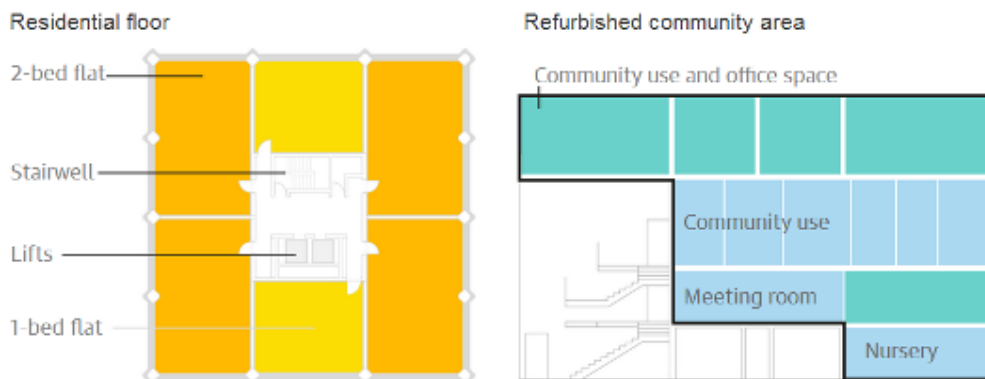 Residential floor
2-bed flat
Stairwell
Lifts
1-bed flat
Refurbished community area
Community use and office space
Community use
Meeting room
Nursery